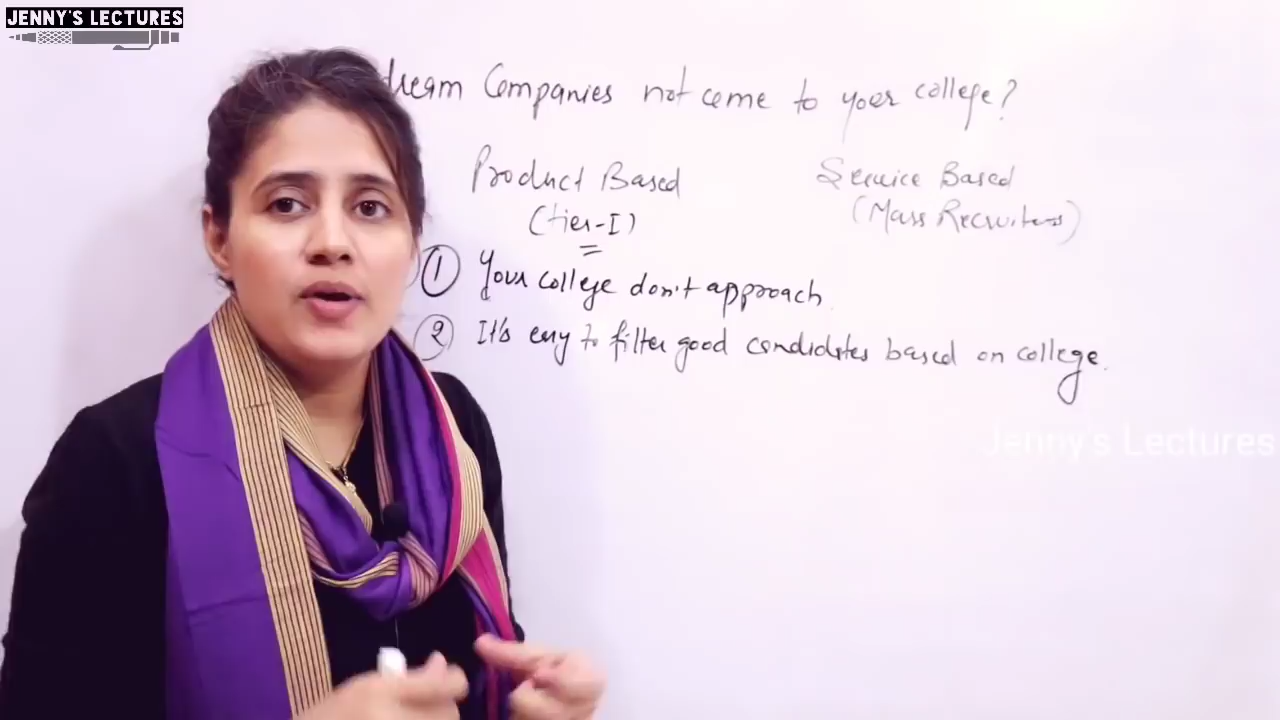 JENNY'S LECTURES
dream Companies not come to your college?
Product Based
(tier-I)
Service Based
(Mass Recruiters)
① Your college don't approach.
② It's easy to filter good candidates based on college.
Jenny's Lectures